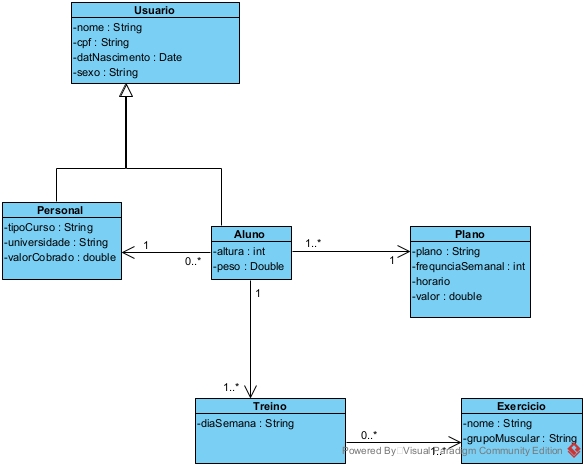 Usuario
-nome : String
-cpf : String
-datNascimento : Date
-sexo : String
Personal
-tipoCurso : String
-universidade : String
-valorCobrado : double
1
0..*
Aluno
-altura : int
-peso : Double
1..*
1
Plano
-plano : String
-frequnciaSemanal : int
-horario
-valor : double
1
1..*
Treino
-diaSemana : String
0..*
1..*
Exercicio
-nome : String
-grupoMuscular : String
Powered By Visual Paradigm Community Edition